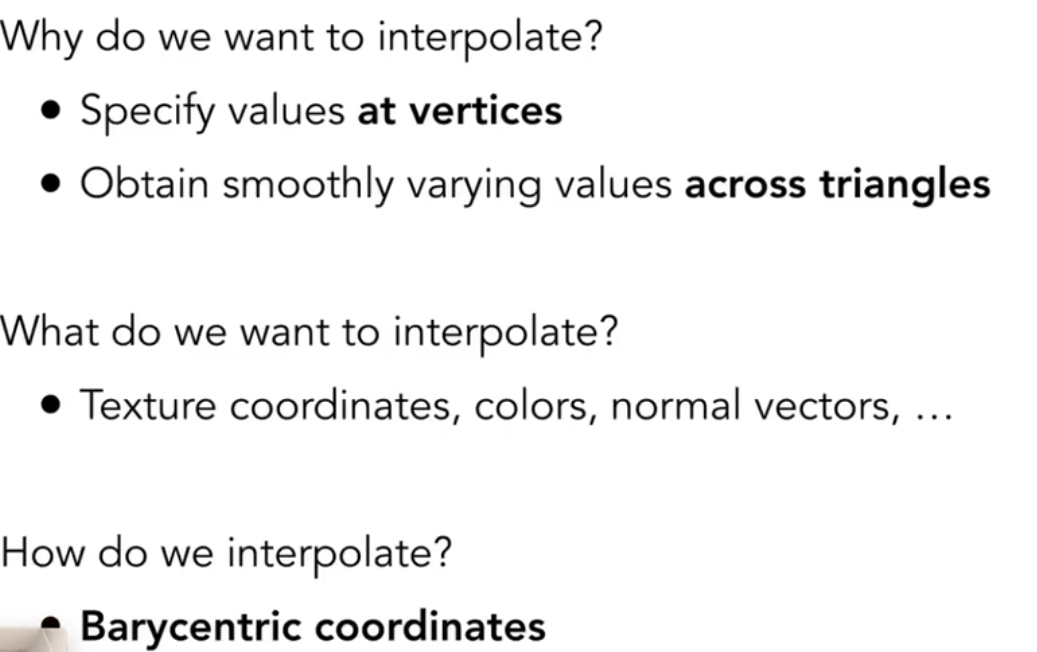 Why do we want to interpolate?
• Specify values at vertices
• Obtain smoothly varying values across triangles
What do we want to interpolate?
• Texture coordinates, colors, normal vectors, …
How do we interpolate?
• Barycentric coordinates